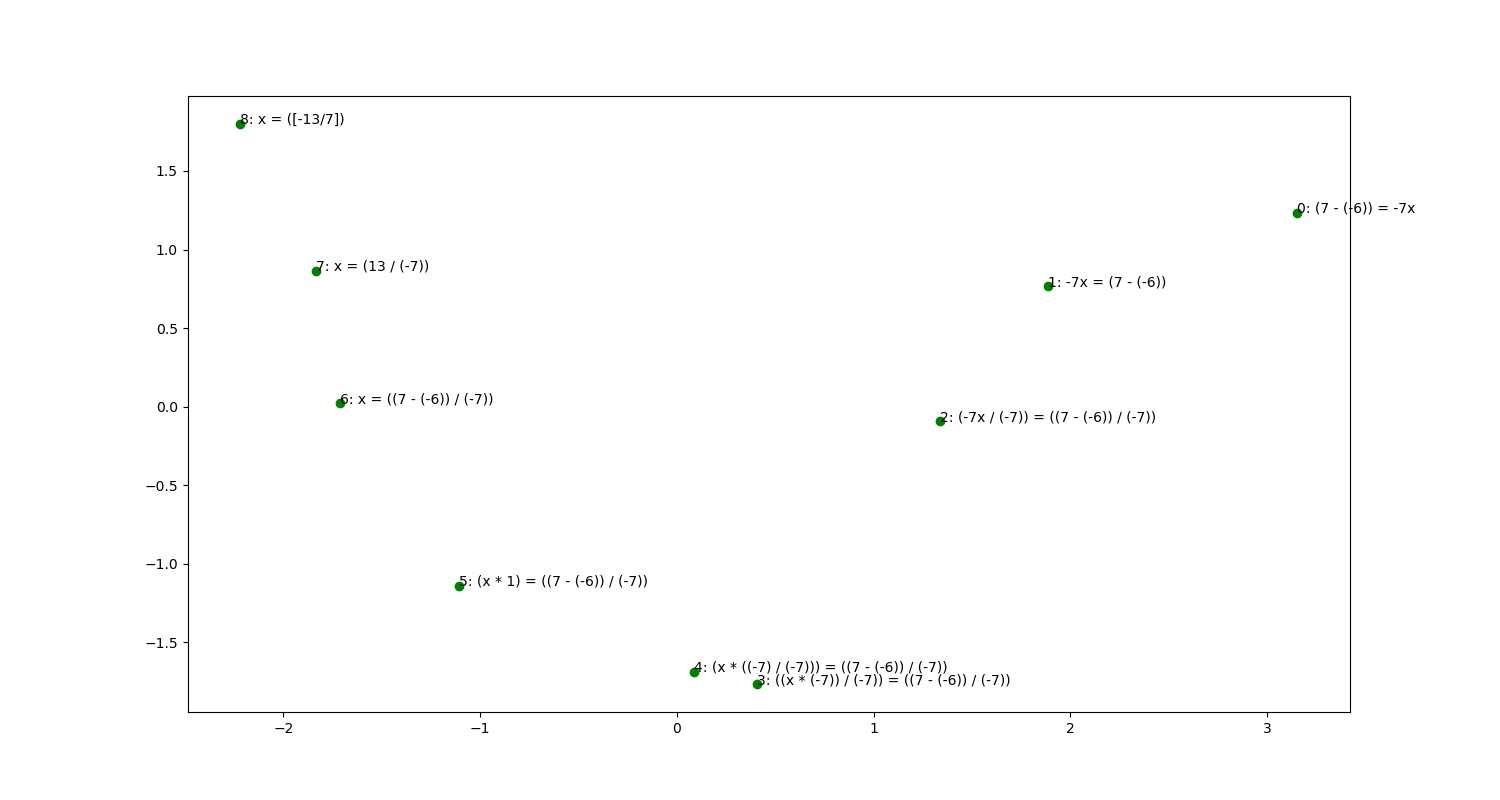 8: x = ([-13/7])
1.5
0: (7 - (-6)) = -7x
1.0
7: x = (13 / (-7))
1: -7x = (7 - (-6))
0.5
6: x = ((7 - (-6)) / (-7))
0.0
2: (-7x / (-7)) = ((7 - (-6)) / (-7))
−0.5
−1.0
5: (x * 1) = ((7 - (-6)) / (-7))
−1.5
4: (x * ((-7) / (-7))) = ((7 - (-6)) / (-7))
3: ((x * (-7)) / (-7)) = ((7 - (-6)) / (-7))
−2 −1 0 1 2 3